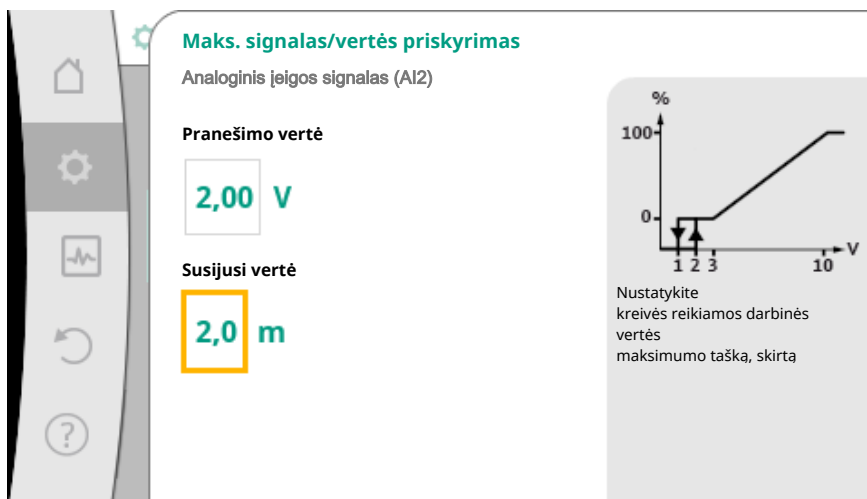 Maks. signalas/vertės priskyrimas
Analoginis įeigos signalas (AI2)
Pranešimo vertė
2,00 V
Susijusi vertė
2,0 m
%
100
0
1 2 3 10 V
Nustatykite
kreivės reikiamos darbinės
vertės
maksimumo tašką, skirtą
?